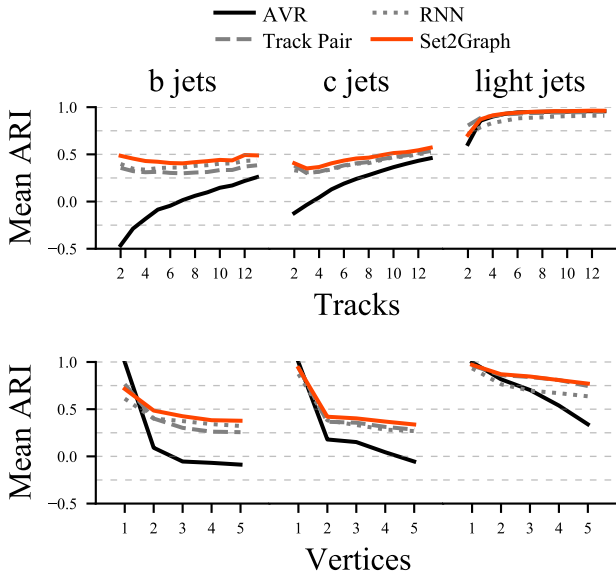 AVR RNN
Track Pair Set2Graph
b jets c jets light jets
Mean ARI
1.0
0.5
0.0
−0.5
2 4 6 8 10 12 2 4 6 8 10 12 2 4 6 8 10 12
Tracks
Mean ARI
1.0
0.5
0.0
−0.5
1 2 3 4 5 1 2 3 4 5 1 2 3 4 5
Vertices